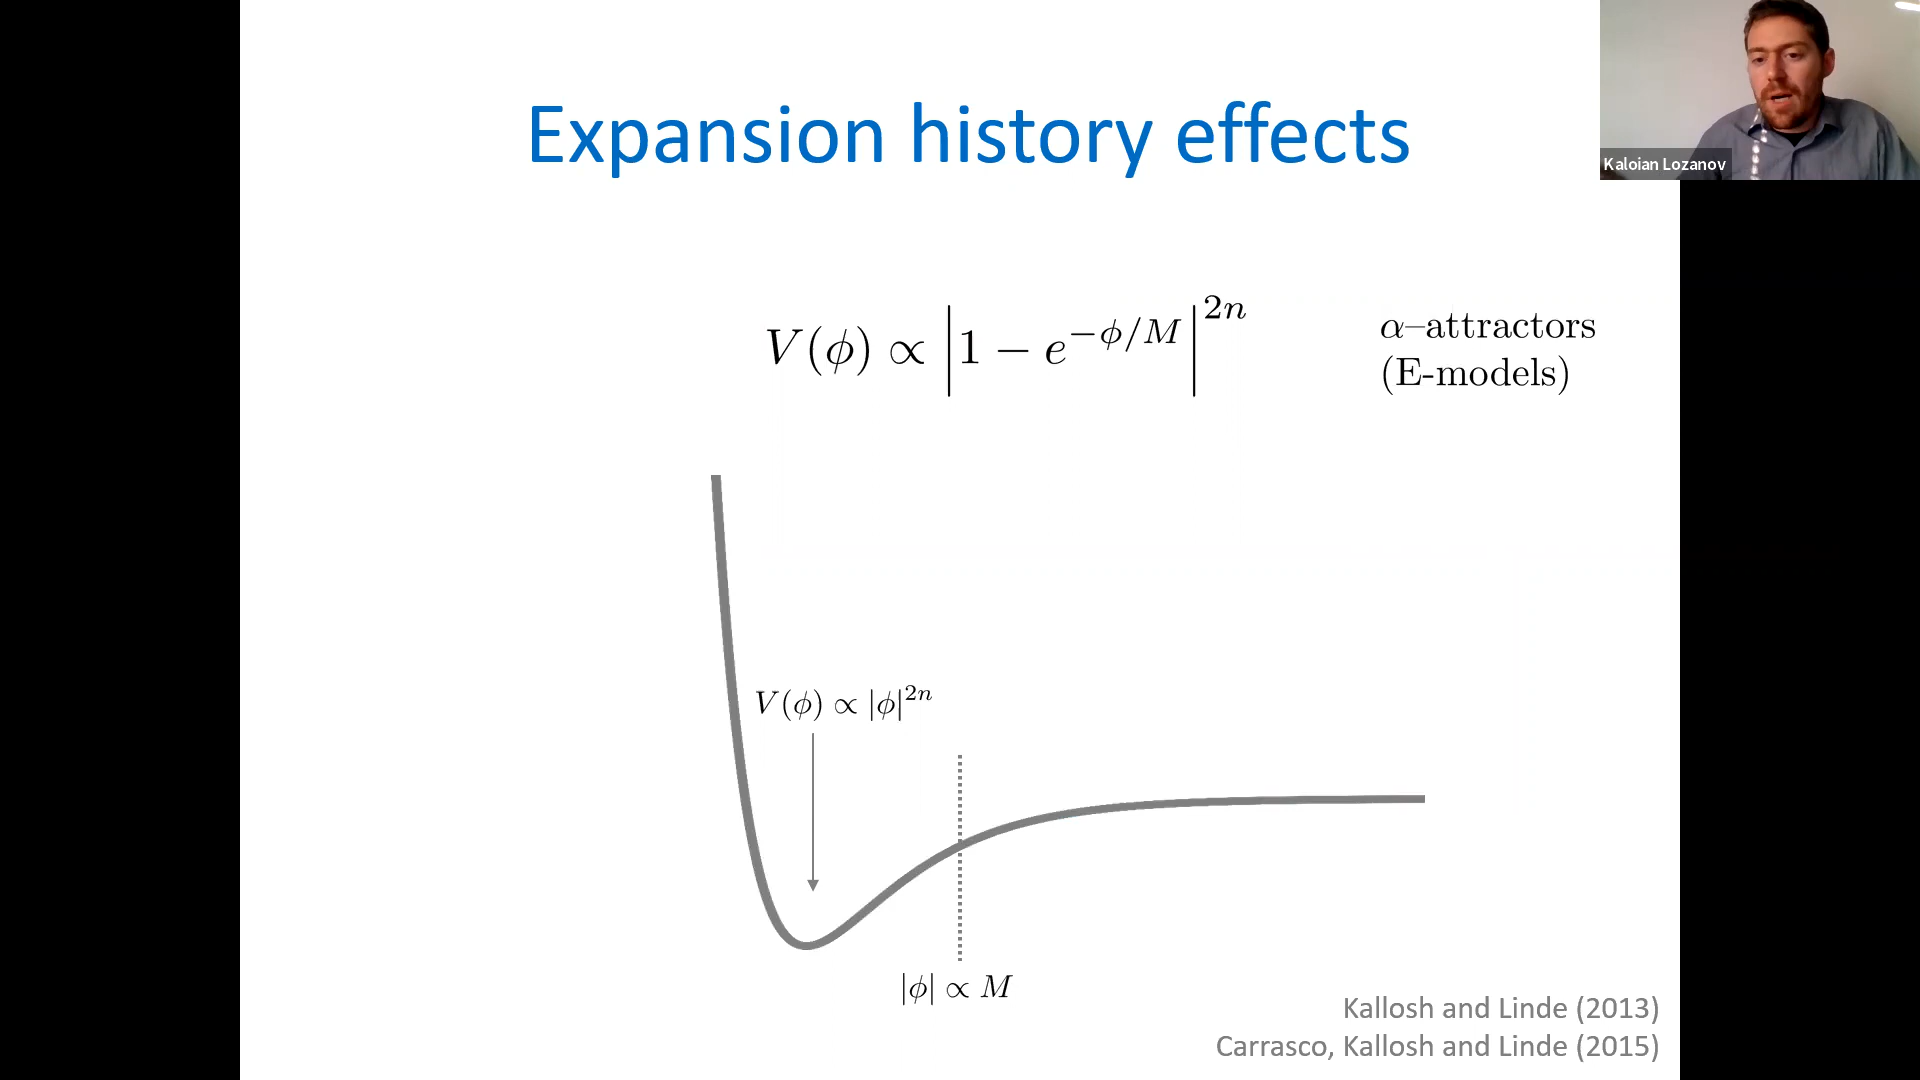 Expansion history effects
Kaloian Lozanov
V(ϕ) ∝ |1 − e^{−ϕ/M}|^{2n}
α–attractors
(E-models)
V(ϕ) ∝ |ϕ|^{2n}
|ϕ| ∝ M
Kallosh and Linde (2013)
Carrasco, Kallosh and Linde (2015)